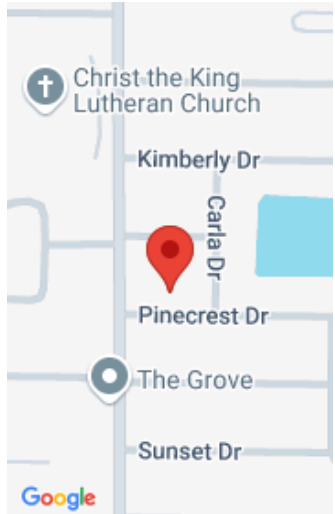 Christ the King
Lutheran Church
Kimberly Dr
Carla Dr
Pinecrest Dr
The Grove
Sunset Dr
Google